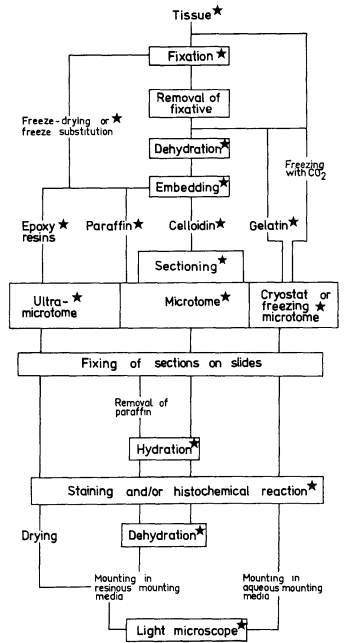 Tissue★
Fixation★
Removal of
fixative
Freeze-drying or★
freeze substitution
Dehydration★
Freezing
with CO2
Embedding★
Epoxy★
resins
Paraffin★
Celloidin★
Gelatin★
Sectioning★
Ultra-★
microtome
Microtome★
Cryostat or
freezing★
microtome
Fixing of sections on slides
Removal of
paraffin
Hydration★
Staining and/or histochemical reaction★
Drying
Dehydration★
Mounting in
resinous mounting
media
Mounting in
aqueous mounting
media
Light microscope★